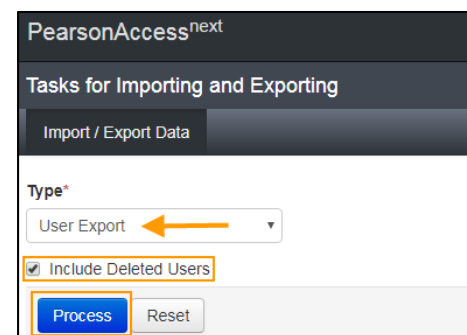 PearsonAccessnext
Tasks for Importing and Exporting
Import / Export Data
Type*
User Export
Include Deleted Users
Process Reset